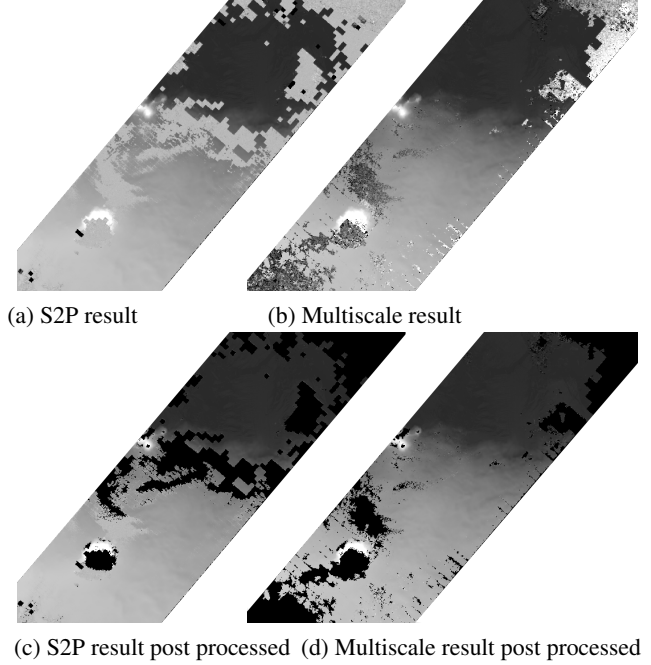 (a) S2P result
(b) Multiscale result
(c) S2P result post processed
(d) Multiscale result post processed